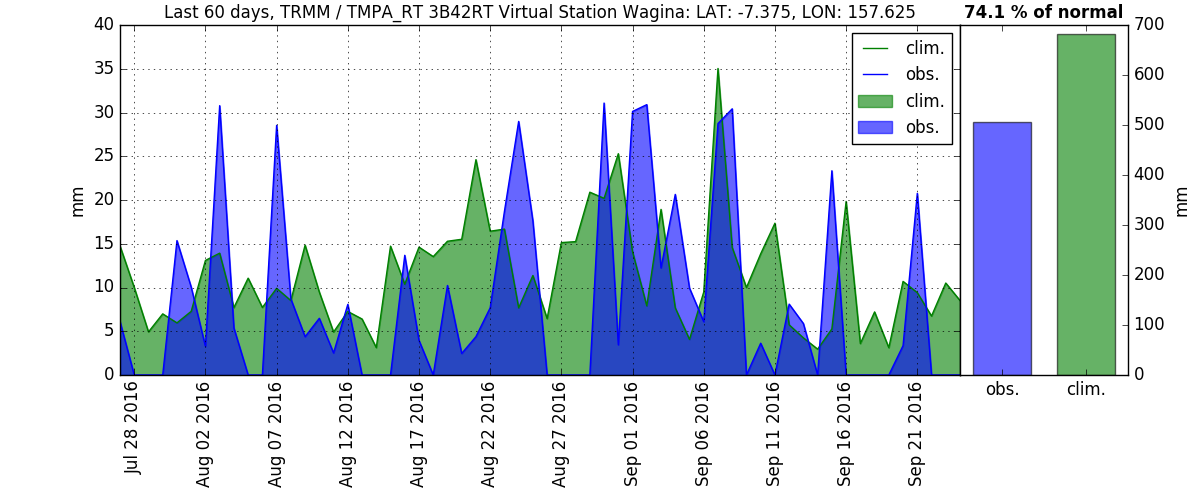 Last 60 days, TRMM / TMPA_RT 3B42RT Virtual Station Wagina: LAT: -7.375, LON: 157.625
74.1 % of normal
40
35
30
25
20
15
10
5
0
mm
clim.
obs.
clim.
obs.
700
600
500
400
300
200
100
0
mm
Jul 28 2016
Aug 02 2016
Aug 07 2016
Aug 12 2016
Aug 17 2016
Aug 22 2016
Aug 27 2016
Sep 01 2016
Sep 06 2016
Sep 11 2016
Sep 16 2016
Sep 21 2016
obs.
clim.